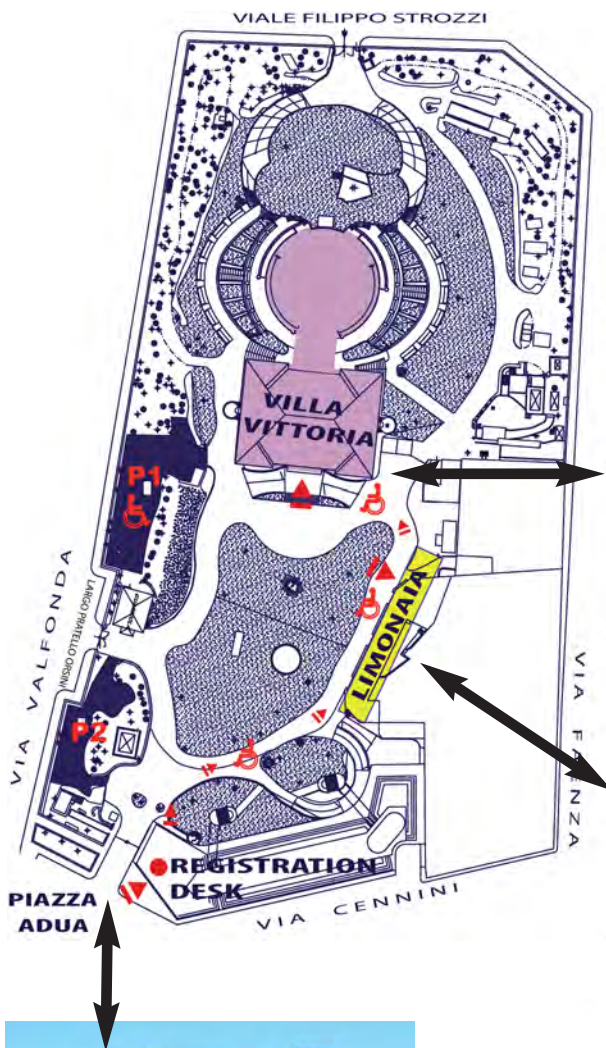 VIALE FILIPPO STROZZI
VILLA
VITTORIA
P1
VIA VALFONDA
LARGO PRATELLO ORSINI
LIMONAIA
VIA FAENZA
P2
REGISTRATION
DESK
PIAZZA
ADUA
VIA CENNINI